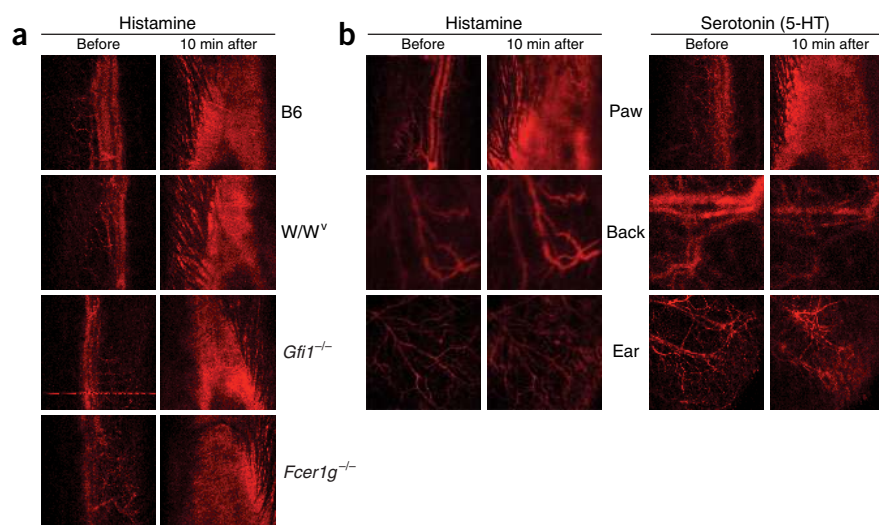 a
Histamine
Before 10 min after
B6
W/Wᵛ
Gfi1⁻/⁻
Fcer1g⁻/⁻
b
Histamine Serotonin (5-HT)
Before 10 min after Before 10 min after
Paw
Back
Ear